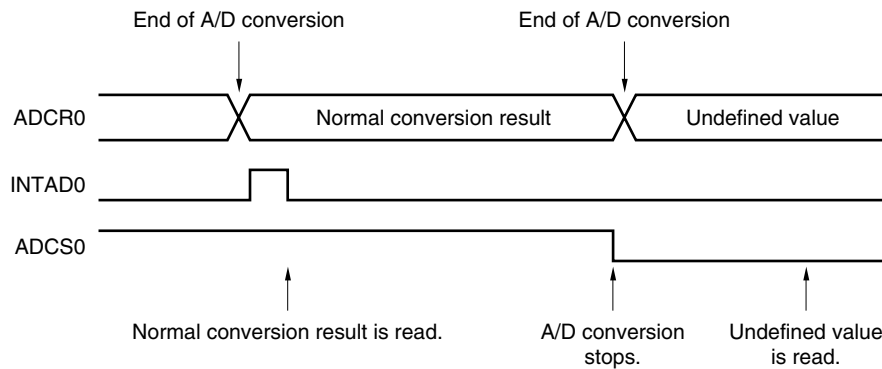 End of A/D conversion
End of A/D conversion
ADCR0
Normal conversion result
Undefined value
INTAD0
ADCS0
Normal conversion result is read.
A/D conversion
stops.
Undefined value
is read.